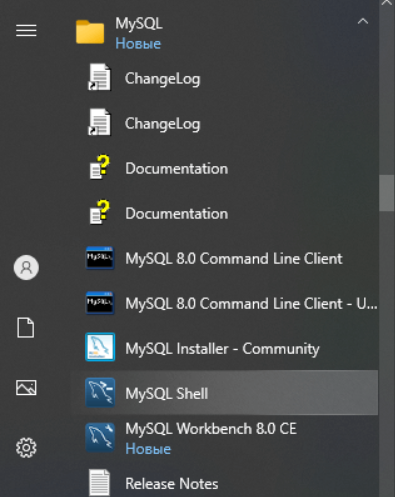 MySQL
Новые
ChangeLog
ChangeLog
Documentation
Documentation
MySQL 8.0 Command Line Client
MySQL 8.0 Command Line Client - U...
MySQL Installer - Community
MySQL Shell
MySQL Workbench 8.0 CE
Новые
Release Notes